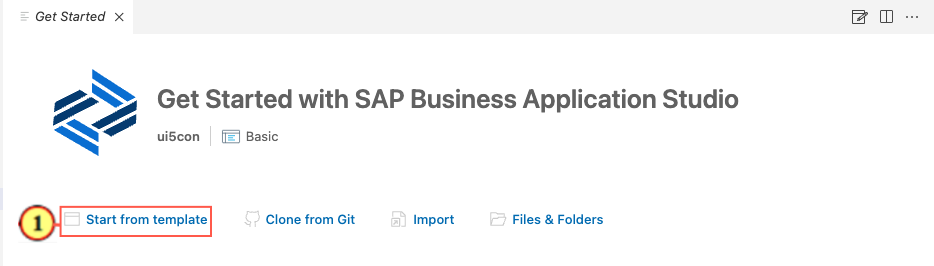 Get Started
Get Started with SAP Business Application Studio
ui5con Basic
1 Start from template Clone from Git Import Files & Folders